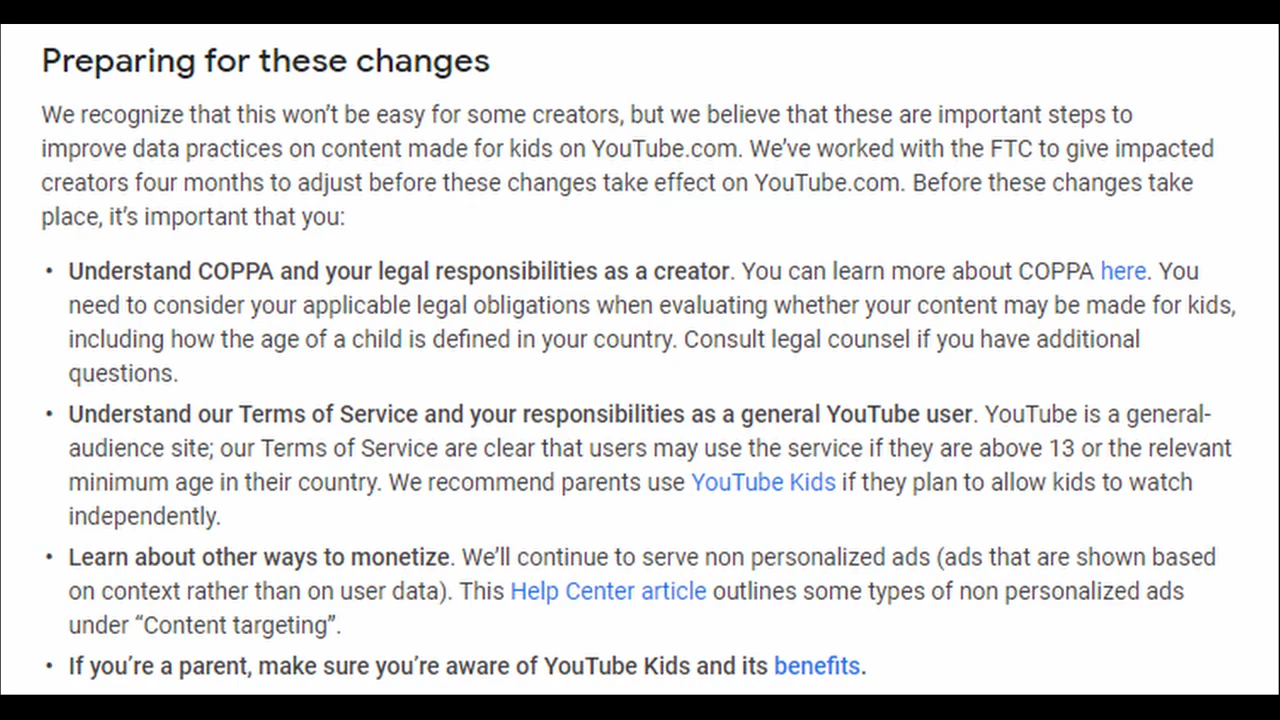 Preparing for these changes
We recognize that this won’t be easy for some creators, but we believe that these are important steps to
improve data practices on content made for kids on YouTube.com. We’ve worked with the FTC to give impacted
creators four months to adjust before these changes take effect on YouTube.com. Before these changes take
place, it’s important that you:
• Understand COPPA and your legal responsibilities as a creator. You can learn more about COPPA here. You
need to consider your applicable legal obligations when evaluating whether your content may be made for kids,
including how the age of a child is defined in your country. Consult legal counsel if you have additional
questions.
• Understand our Terms of Service and your responsibilities as a general YouTube user. YouTube is a general-
audience site; our Terms of Service are clear that users may use the service if they are above 13 or the relevant
minimum age in their country. We recommend parents use YouTube Kids if they plan to allow kids to watch
independently.
• Learn about other ways to monetize. We’ll continue to serve non personalized ads (ads that are shown based
on context rather than on user data). This Help Center article outlines some types of non personalized ads
under “Content targeting”.
• If you’re a parent, make sure you’re aware of YouTube Kids and its benefits.